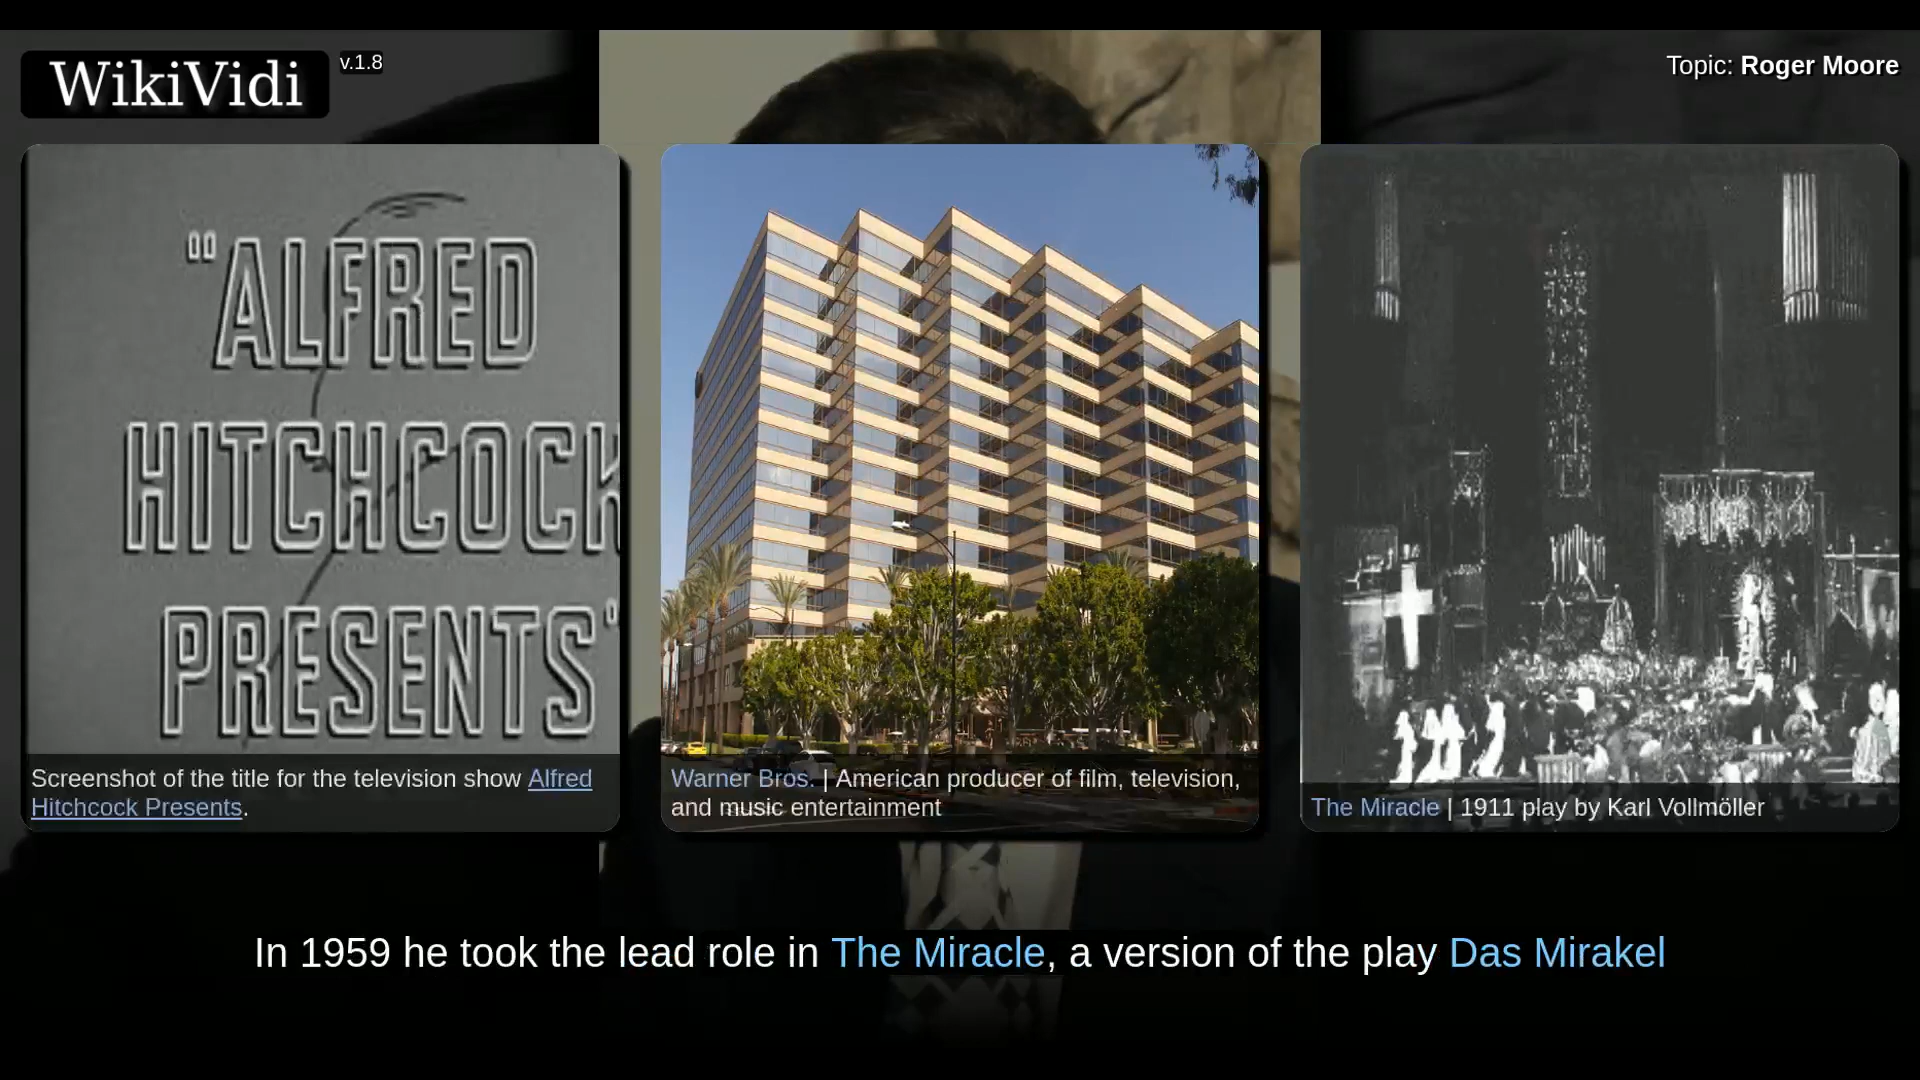 WikiVidi
v.1.8
Topic: Roger Moore
"ALFRED
HITCHCOCK
PRESENTS"
Screenshot of the title for the television show Alfred
Hitchcock Presents.
Warner Bros. | American producer of film, television,
and music entertainment
The Miracle | 1911 play by Karl Vollmöller
In 1959 he took the lead role in The Miracle, a version of the play Das Mirakel